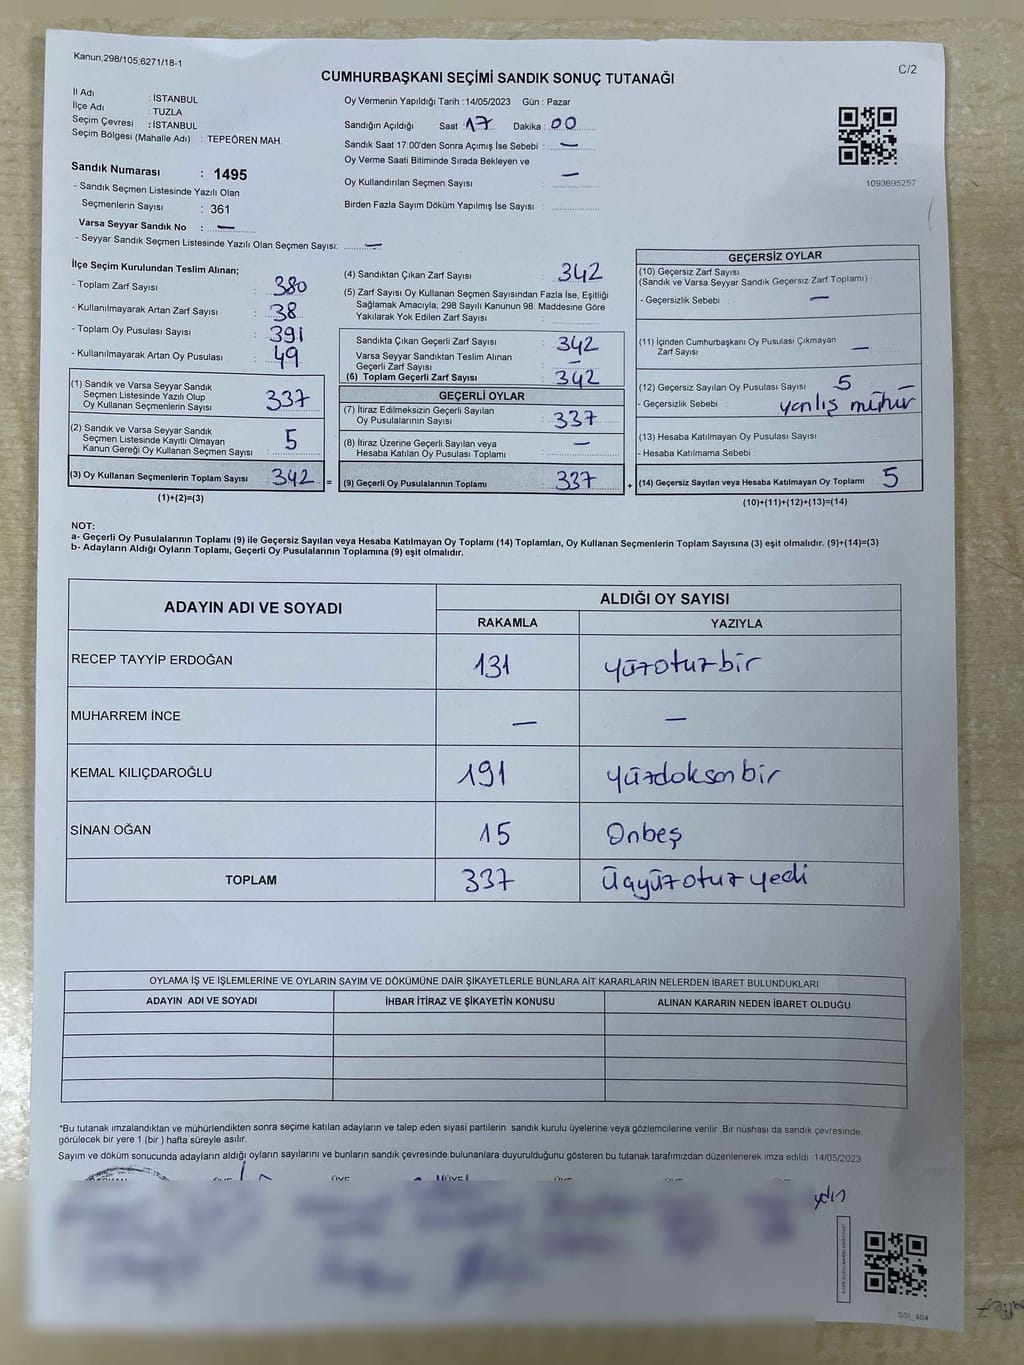 Kanun;298/105;6271/18-1
C/2
CUMHURBAŞKANI SEÇİMİ SANDIK SONUÇ TUTANAĞI
İl Adı : İSTANBUL
İlçe Adı : TUZLA
Seçim Çevresi : İSTANBUL
Seçim Bölgesi (Mahalle Adı) : TEPEÖREN MAH.
Sandık Numarası : 1495
- Sandık Seçmen Listesinde Yazılı Olan
Seçmenlerin Sayısı : 361
Varsa Seyyar Sandık No : —
- Seyyar Sandık Seçmen Listesinde Yazılı Olan Seçmen Sayısı: —
Oy Vermenin Yapıldığı Tarih : 14/05/2023 Gün : Pazar
Sandığın Açıldığı Saat : 17 Dakika : 00
Sandık Saat 17:00'den Sonra Açımış İse Sebebi : —
Oy Verme Saati Bitiminde Sırada Bekleyen ve
Oy Kullandırılan Seçmen Sayısı : —
Birden Fazla Sayım Döküm Yapılmış İse Sayısı :
1093695257
İlçe Seçim Kurulundan Teslim Alınan;
- Toplam Zarf Sayısı : 380
- Kullanılmayarak Artan Zarf Sayısı : 38
- Toplam Oy Pusulası Sayısı : 391
- Kullanılmayarak Artan Oy Pusulası : 49
(1) Sandık ve Varsa Seyyar Sandık
Seçmen Listesinde Yazılı Olup
Oy Kullanan Seçmenlerin Sayısı : 337
(2) Sandık ve Varsa Seyyar Sandık
Seçmen Listesinde Kayıtlı Olmayan
Kanun Gereği Oy Kullanan Seçmen Sayısı : 5
(3) Oy Kullanan Seçmenlerin Toplam Sayısı : 342 =
(1)+(2)=(3)
(4) Sandıktan Çıkan Zarf Sayısı : 342
(5) Zarf Sayısı Oy Kullanan Seçmen Sayısından Fazla İse, Eşitliği
Sağlamak Amacıyla; 298 Sayılı Kanunun 98. Maddesine Göre
Yakılarak Yok Edilen Zarf Sayısı :
Sandıkta Çıkan Geçerli Zarf Sayısı : 342
Varsa Seyyar Sandıktan Teslim Alınan
Geçerli Zarf Sayısı : —
(6) Toplam Geçerli Zarf Sayısı : 342
GEÇERLİ OYLAR
(7) İtiraz Edilmeksizin Geçerli Sayılan
Oy Pusulalarının Sayısı : 337
(8) İtiraz Üzerine Geçerli Sayılan veya
Hesaba Katılan Oy Pusulası Toplamı : —
(9) Geçerli Oy Pusulalarının Toplamı : 337 +
GEÇERSİZ OYLAR
(10) Geçersiz Zarf Sayısı
(Sandık ve Varsa Seyyar Sandık Geçersiz Zarf Toplamı)
- Geçersizlik Sebebi : —
(11) İçinden Cumhurbaşkanı Oy Pusulası Çıkmayan
Zarf Sayısı : —
(12) Geçersiz Sayılan Oy Pusulası Sayısı : 5 —
- Geçersizlik Sebebi : yanlış mühür
(13) Hesaba Katılmayan Oy Pusulası Sayısı :
- Hesaba Katılmama Sebebi :
(14) Geçersiz Sayılan veya Hesaba Katılmayan Oy Toplamı : 5
(10)+(11)+(12)+(13)=(14)
NOT:
a- Geçerli Oy Pusulalarının Toplamı (9) ile Geçersiz Sayılan veya Hesaba Katılmayan Oy Toplamı (14) Toplamları, Oy Kullanan Seçmenlerin Toplam Sayısına (3) eşit olmalıdır. (9)+(14)=(3)
b- Adayların Aldığı Oyların Toplamı, Geçerli Oy Pusulalarının Toplamına (9) eşit olmalıdır.
ADAYIN ADI VE SOYADI
ALDIĞI OY SAYISI
RAKAMLA YAZIYLA
RECEP TAYYİP ERDOĞAN 131 yüzoturbir
MUHARREM İNCE — —
KEMAL KILIÇDAROĞLU 191 yüzdoksanbir
SİNAN OĞAN 15 Onbeş
TOPLAM 337 Üçyüzotuzyedi
OYLAMA İŞ VE İŞLEMLERİNE VE OYLARIN SAYIM VE DÖKÜMÜNE DAİR ŞİKAYETLERLE BUNLARA AİT KARARLARIN NELERDEN İBARET BULUNDUKLARI
ADAYIN ADI VE SOYADI İHBAR İTİRAZ VE ŞİKAYETİN KONUSU ALINAN KARARIN NEDEN İBARET OLDUĞU
*Bu tutanak imzalandıktan ve mühürlendikten sonra seçime katılan adayların ve talep eden siyasi partilerin sandık kurulu üyelerine veya gözlemcilerine verilir. Bir nüshası da sandık çevresinde
görülecek bir yere 1 (bir ) hafta süreyle asılır.
Sayım ve döküm sonucunda adayların aldığı oyların sayılarını ve bunların sandık çevresinde bulunanlara duyurulduğunu gösteren bu tutanak tarafımızdan düzenlenerek imza edildi. 14/05/2023